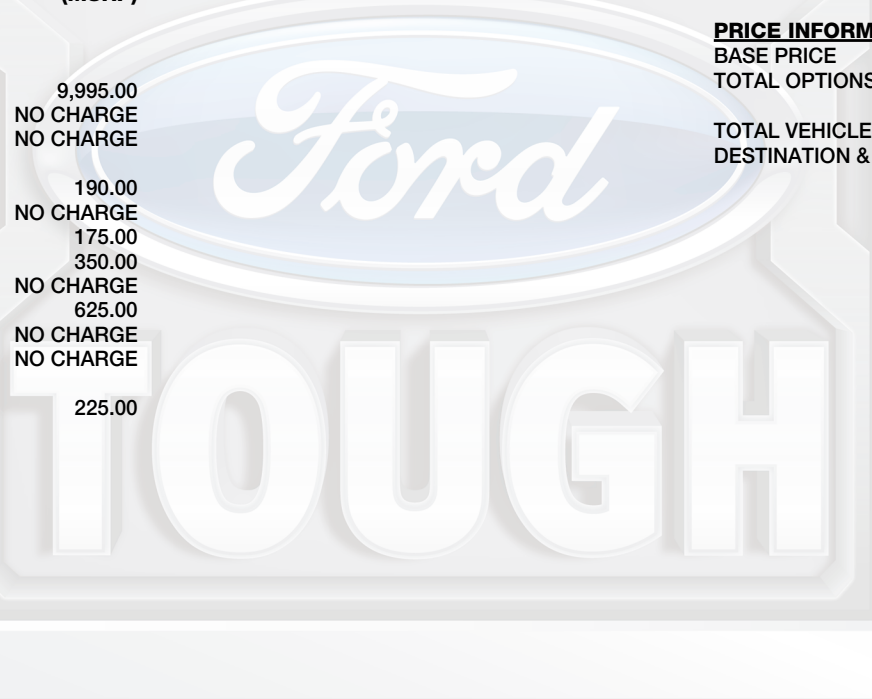 9,995.00
NO CHARGE
NO CHARGE
190.00
NO CHARGE
175.00
350.00
NO CHARGE
625.00
NO CHARGE
NO CHARGE
225.00
PRICE INFORM
BASE PRICE
TOTAL OPTIONS
TOTAL VEHICLE
DESTINATION &
Ford
TOUGH